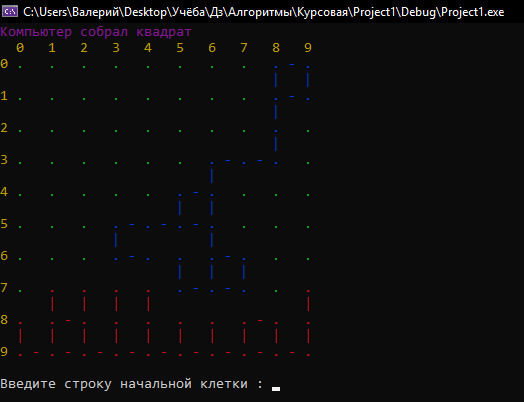 C:\Users\Валерий\Desktop\Учёба\Дз\Алгоритмы\Курсовая\Project1\Debug\Project1.exe
Компьютер собрал квадрат
0 1 2 3 4 5 6 7 8 9
0 . . . . . . . . . - .
| |
1 . . . . . . . . . - .
|
2 . . . . . . . . . .
|
3 . . . . . . . - . - . .
|
4 . . . . . . - . . . .
| |
5 . . . . - . - . - . . . .
| |
6 . . . . - . . . - . . .
| | |
7 . . . . . . - . - . . .
| | | | |
8 . . - . . . . . . - . .
| | | | | | | | | |
9 . - . - . - . - . - . - . - . - . - .
Введите строку начальной клетки :